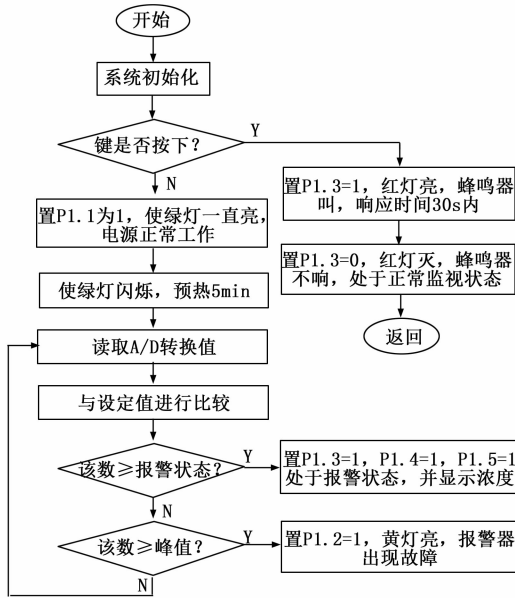 开始
系统初始化
键是否按下?
Y
N
置P1.3=1, 红灯亮, 蜂鸣器
叫, 响应时间30s内
置P1.1为1, 使绿灯一直亮,
电源正常工作
置P1.3=0, 红灯灭, 蜂鸣器
不响, 处于正常监视状态
使绿灯闪烁, 预热5min
返回
读取A/D转换值
与设定值进行比较
该数≥报警状态?
Y
置P1.3=1, P1.4=1, P1.5=1
处于报警状态, 并显示浓度
N
该数≥峰值?
Y
置P1.2=1, 黄灯亮, 报警器
出现故障
N